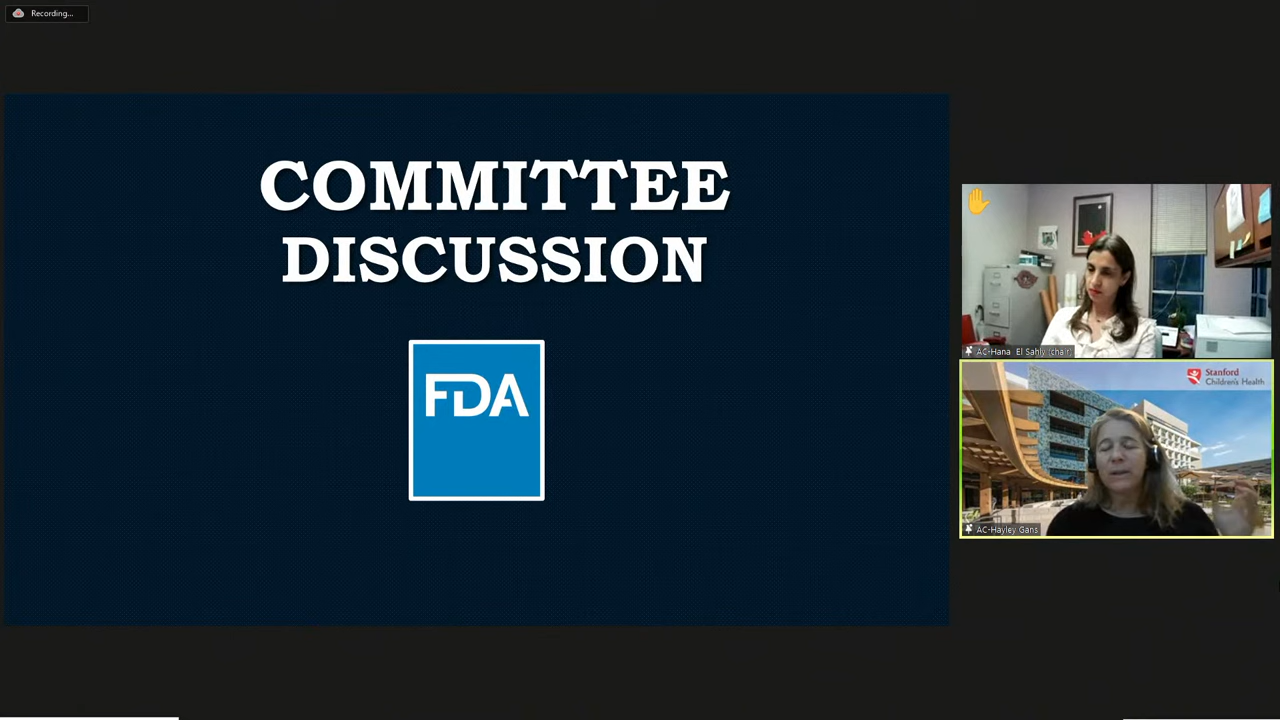 Recording...
COMMITTEE
DISCUSSION
FDA
AC-Hana El Sahly (chair)
Stanford
Children's Health
AC-Hayley Gans